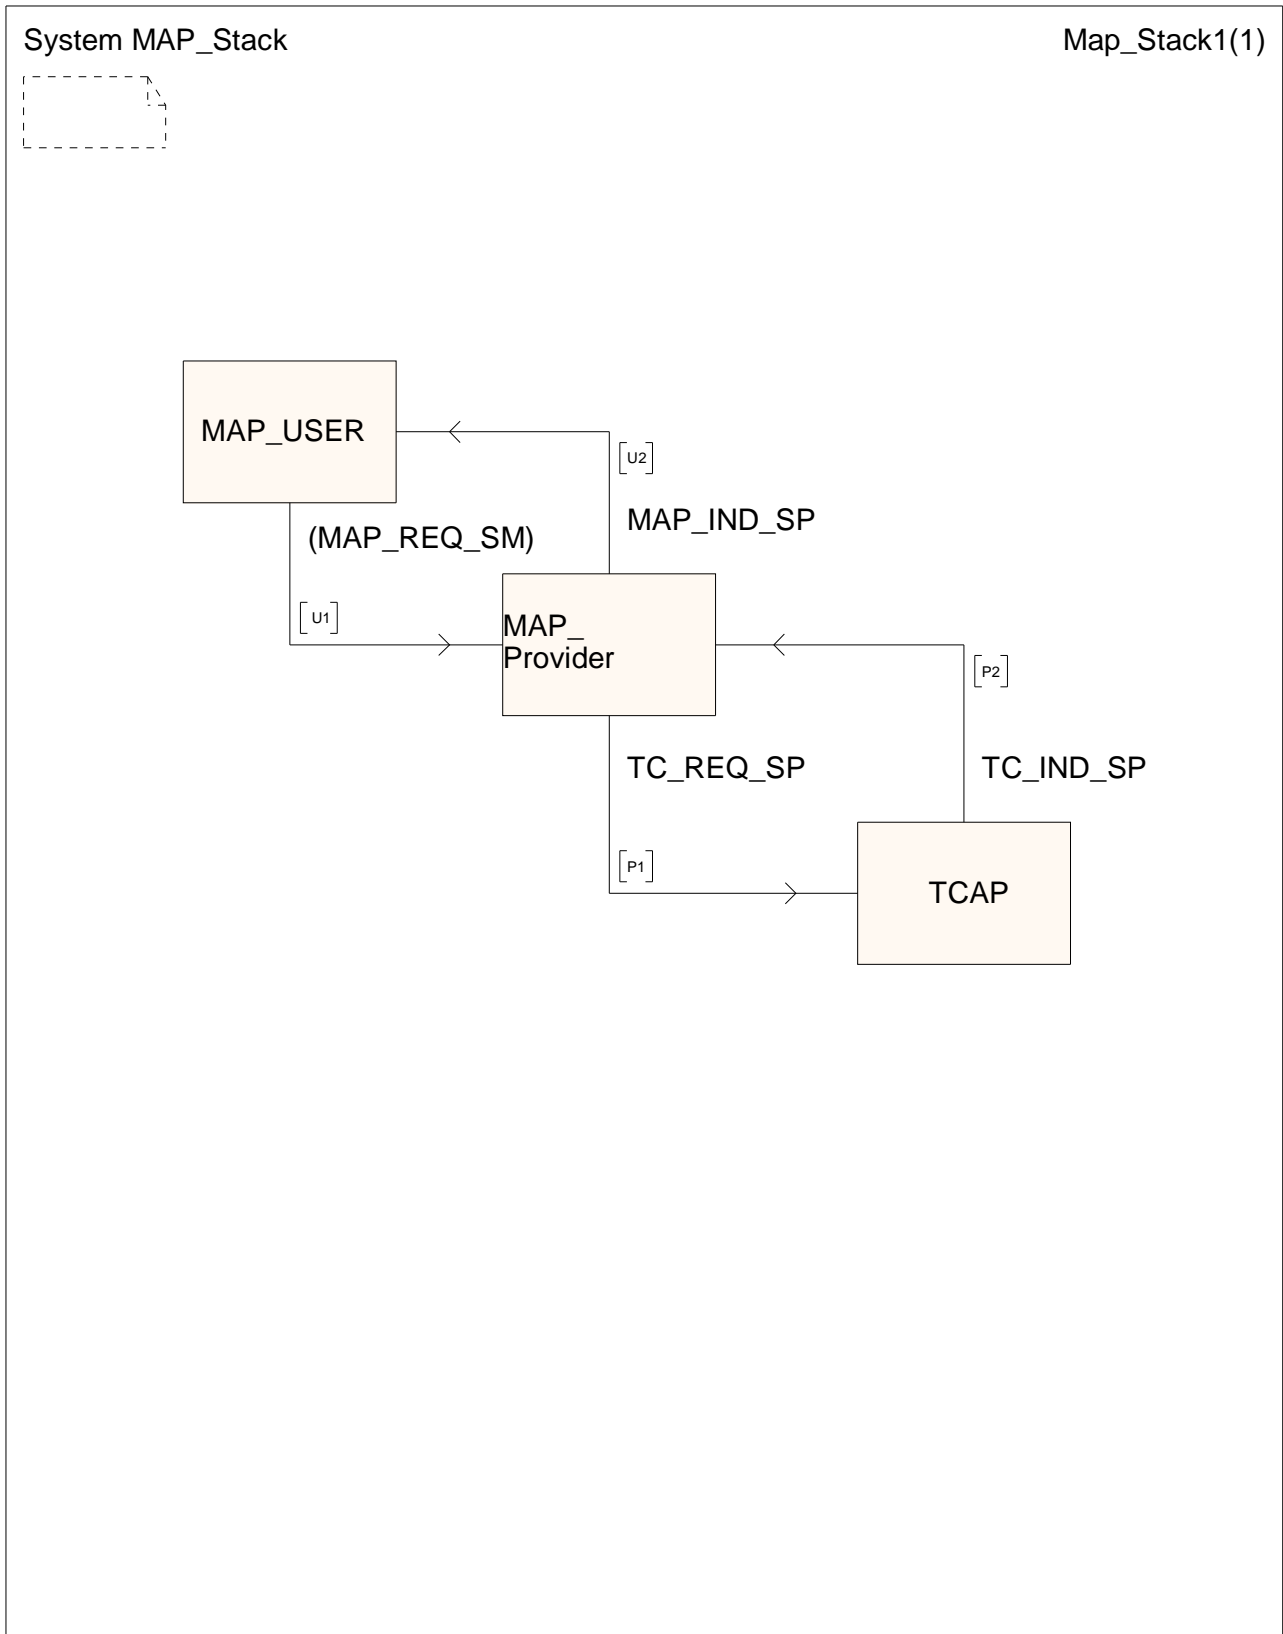 System MAP_Stack
Map_Stack1(1)
MAP_USER
[U2]
MAP_IND_SP
(MAP_REQ_SM)
[U1]
MAP_
Provider
[P2]
TC_REQ_SP
TC_IND_SP
[P1]
TCAP